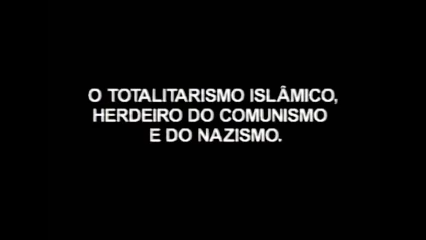 O TOTALITARISMO ISLÂMICO,
HERDEIRO DO COMUNISMO
E DO NAZISMO.